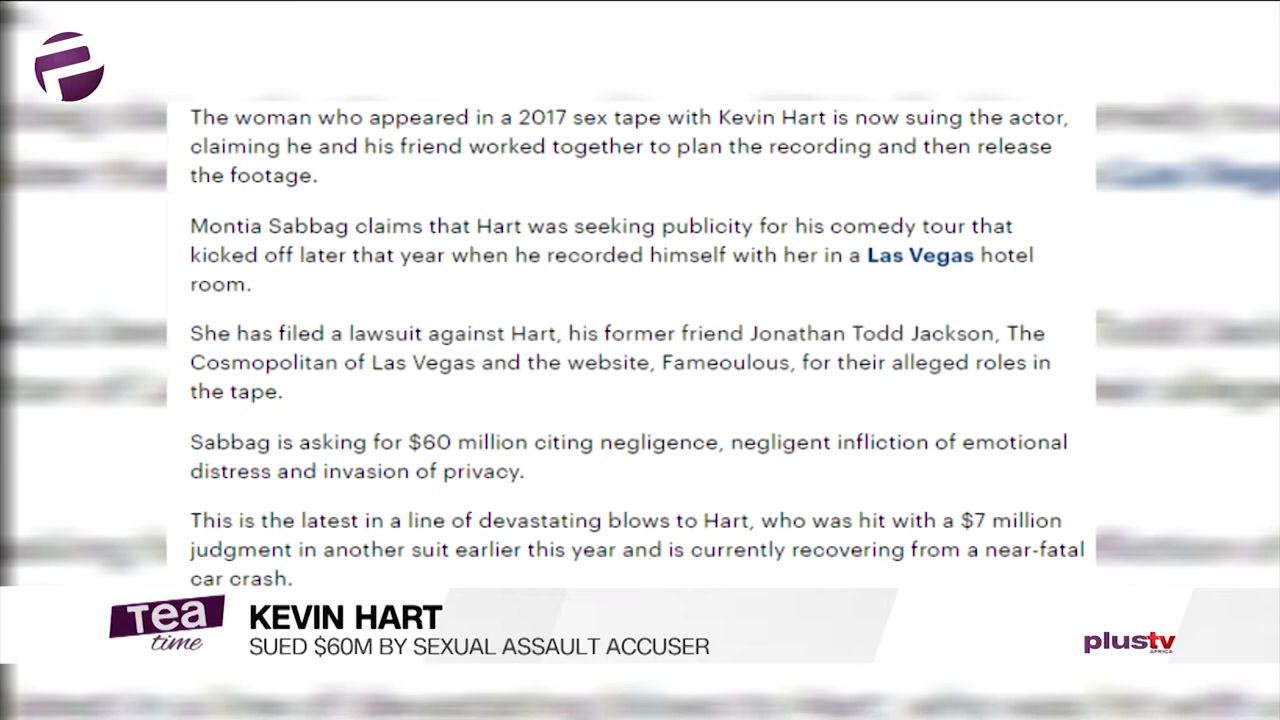 The woman who appeared in a 2017 sex tape with Kevin Hart is now suing the actor,
claiming he and his friend worked together to plan the recording and then release
the footage.
Montia Sabbag claims that Hart was seeking publicity for his comedy tour that
kicked off later that year when he recorded himself with her in a Las Vegas hotel
room.
She has filed a lawsuit against Hart, his former friend Jonathan Todd Jackson, The
Cosmopolitan of Las Vegas and the website, Fameoulous, for their alleged roles in
the tape.
Sabbag is asking for $60 million citing negligence, negligent infliction of emotional
distress and invasion of privacy.
This is the latest in a line of devastating blows to Hart, who was hit with a $7 million
judgment in another suit earlier this year and is currently recovering from a near-fatal
car crash.
Tea
time
KEVIN HART
SUED $60M BY SEXUAL ASSAULT ACCUSER
plustv
AFRICA